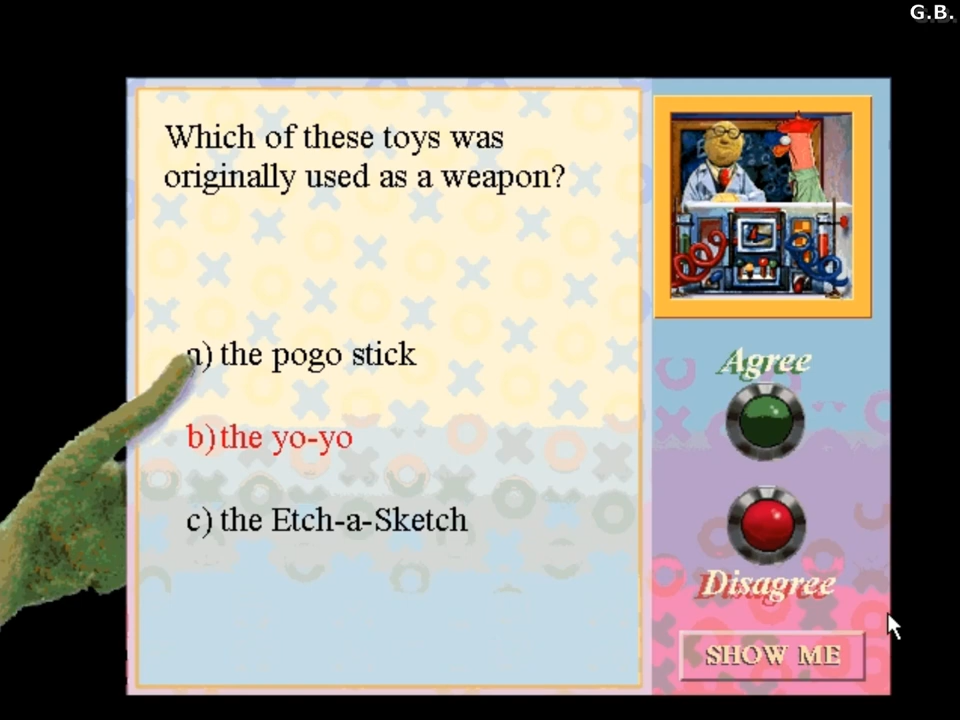 G.B.
Which of these toys was
originally used as a weapon?
a) the pogo stick
b) the yo-yo
c) the Etch-a-Sketch
Agree
Disagree
SHOW ME